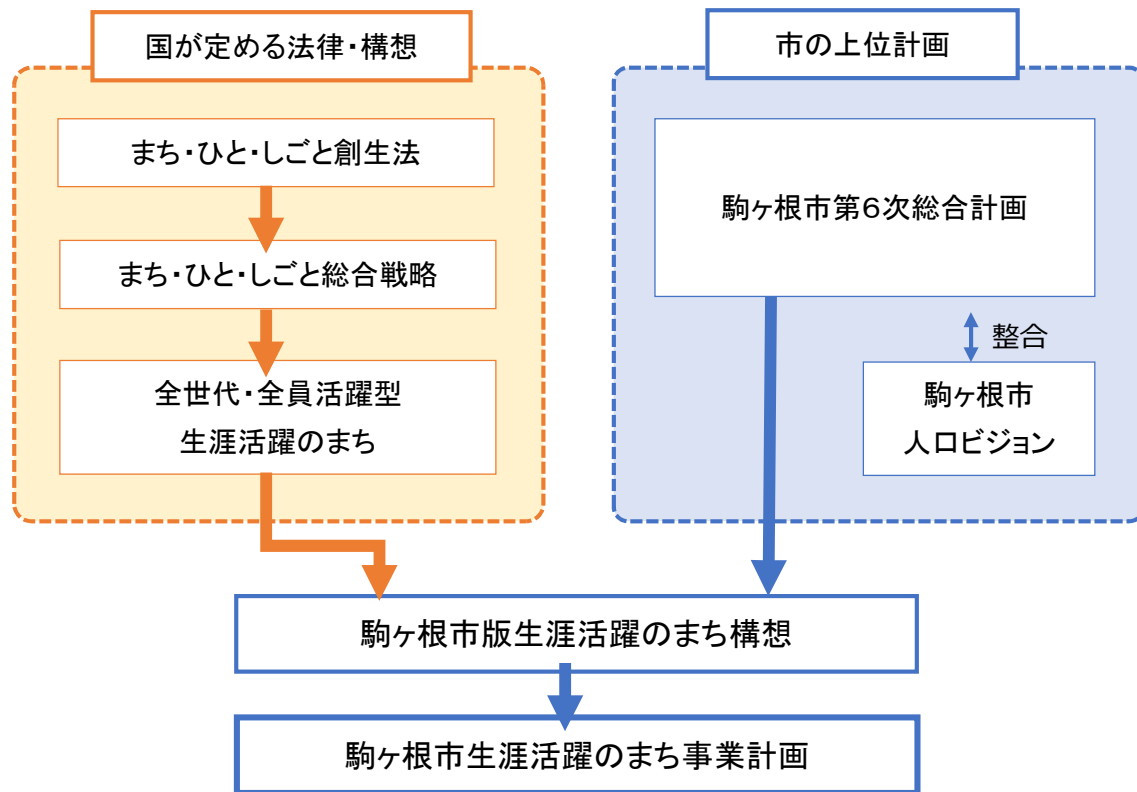 国が定める法律・構想
まち・ひと・しごと創生法
まち・ひと・しごと総合戦略
全世代・全員活躍型
生涯活躍のまち
市の上位計画
駒ヶ根市第6次総合計画
整合
駒ヶ根市
人口ビジョン
駒ヶ根市版生涯活躍のまち構想
駒ヶ根市生涯活躍のまち事業計画